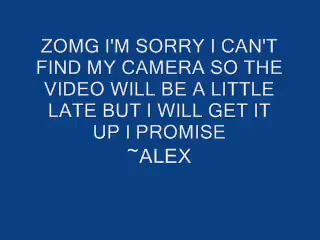 ZOMG I'M SORRY I CAN'T
FIND MY CAMERA SO THE
VIDEO WILL BE A LITTLE
LATE BUT I WILL GET IT
UP I PROMISE
~ALEX